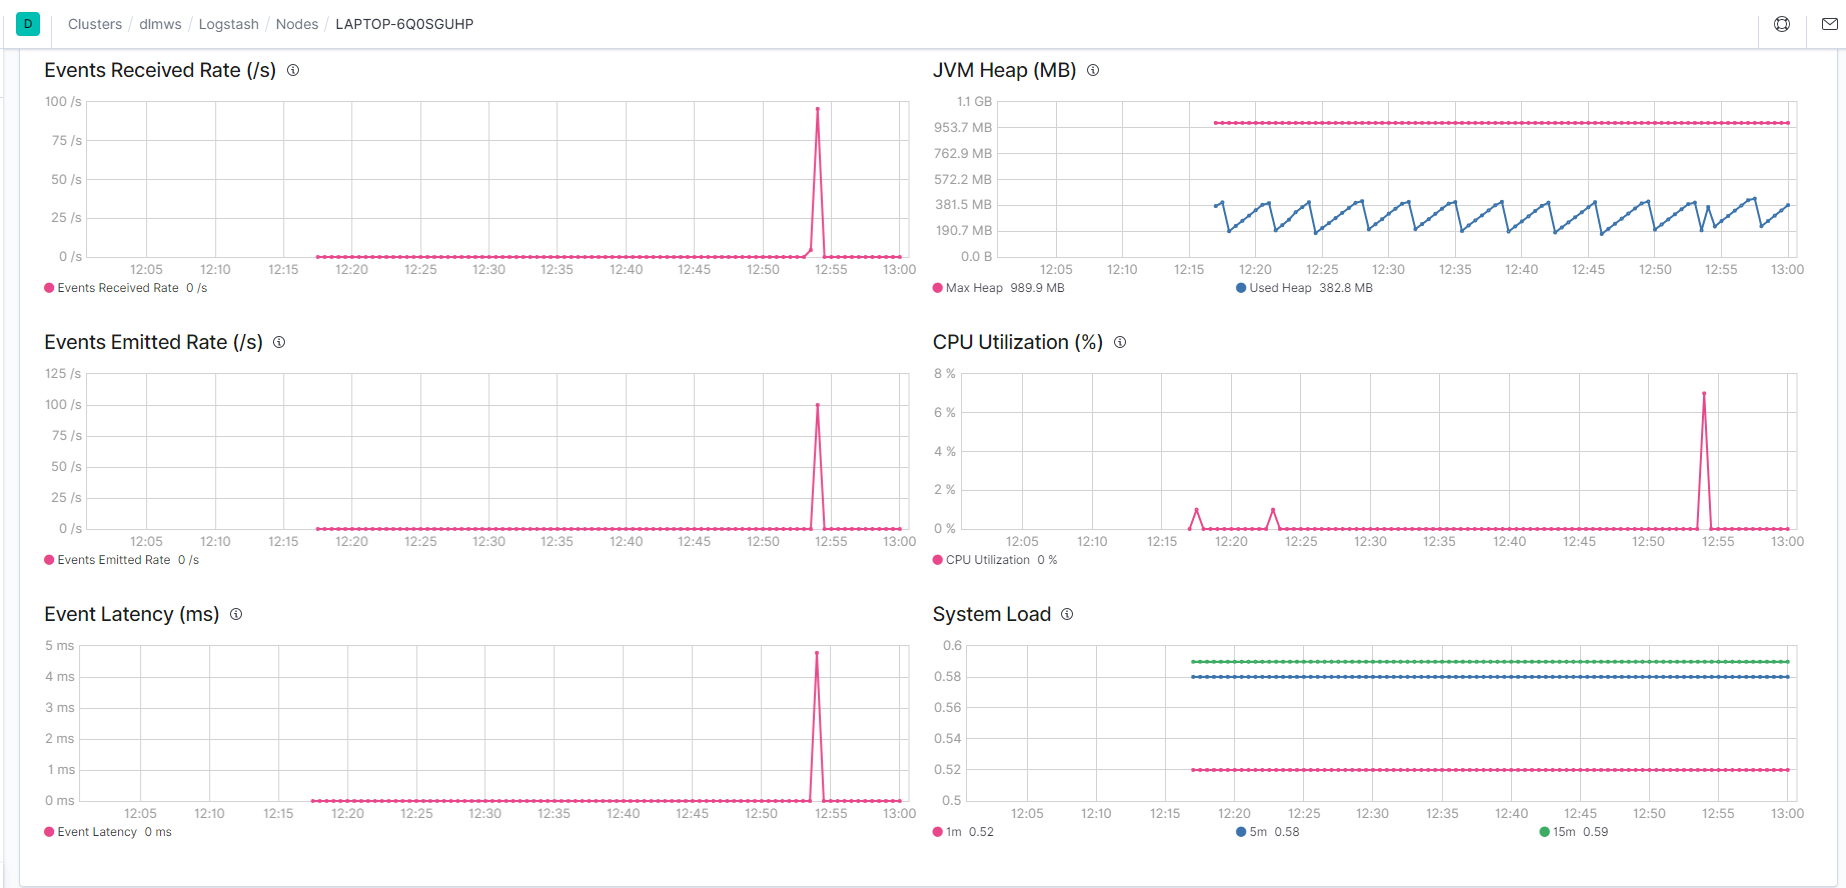 D Clusters / dlmws / Logstash / Nodes / LAPTOP-6Q0SGUHP
Events Received Rate (/s)
100 /s
75 /s
50 /s
25 /s
0 /s
12:05 12:10 12:15 12:20 12:25 12:30 12:35 12:40 12:45 12:50 12:55 13:00
Events Received Rate 0 /s
JVM Heap (MB)
1.1 GB
953.7 MB
762.9 MB
572.2 MB
381.5 MB
190.7 MB
0.0 B
12:05 12:10 12:15 12:20 12:25 12:30 12:35 12:40 12:45 12:50 12:55 13:00
Max Heap 989.9 MB Used Heap 382.8 MB
Events Emitted Rate (/s)
125 /s
100 /s
75 /s
50 /s
25 /s
0 /s
12:05 12:10 12:15 12:20 12:25 12:30 12:35 12:40 12:45 12:50 12:55 13:00
Events Emitted Rate 0 /s
CPU Utilization (%)
8 %
6 %
4 %
2 %
0 %
12:05 12:10 12:15 12:20 12:25 12:30 12:35 12:40 12:45 12:50 12:55 13:00
CPU Utilization 0 %
Event Latency (ms)
5 ms
4 ms
3 ms
2 ms
1 ms
0 ms
12:05 12:10 12:15 12:20 12:25 12:30 12:35 12:40 12:45 12:50 12:55 13:00
Event Latency 0 ms
System Load
0.6
0.58
0.56
0.54
0.52
0.5
12:05 12:10 12:15 12:20 12:25 12:30 12:35 12:40 12:45 12:50 12:55 13:00
1m 0.52 5m 0.58 15m 0.59